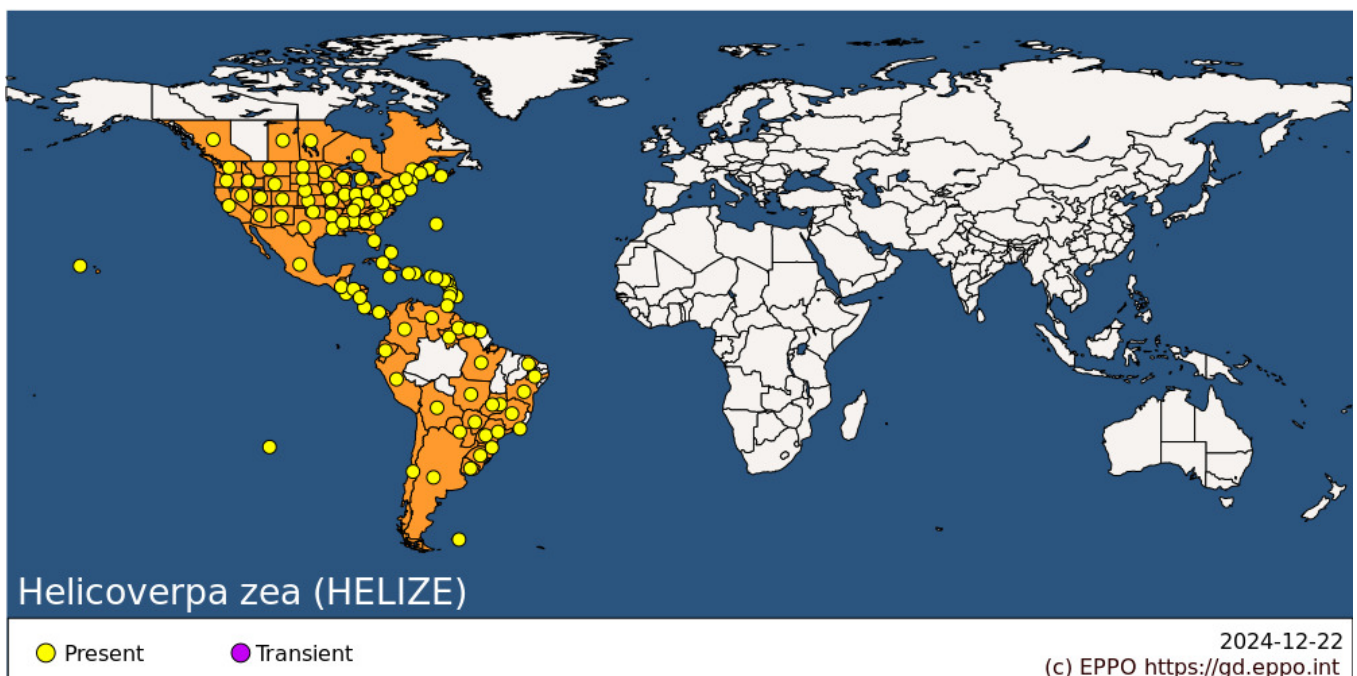 Helicoverpa zea (HELIZE)
Present
Transient
2024-12-22
(c) EPPO https://gd.eppo.int